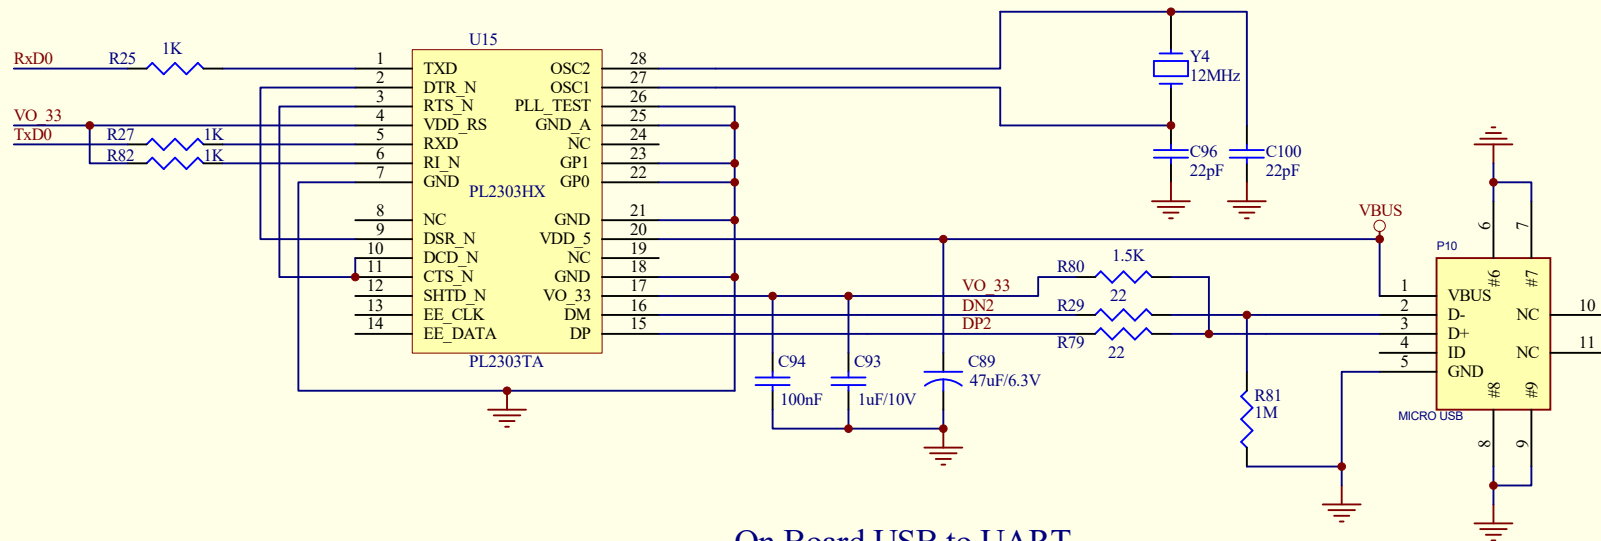 U15
RxD0 R25 1K 1 TXD OSC2 28
2 DTR_N OSC1 27
3 RTS_N PLL_TEST 26
VO_33 4 VDD_RS GND_A 25
TxD0 R27 1K 5 RXD NC 24
R82 1K 6 RI_N GP1 23
7 GND GP0 22
PL2303HX
8 NC GND 21
9 DSR_N VDD_5 20
10 DCD_N NC 19
11 CTS_N GND 18
12 SHTD_N VO_33 17
13 EE_CLK DM 16
14 EE_DATA DP 15
PL2303TA
Y4
12MHz
C96
22pF
C100
22pF
VBUS
VO_33 R80 1.5K
DN2 R29 22
DP2 R79 22
C94
100nF
C93
1uF/10V
C89
47uF/6.3V
R81
1M
P10
6 7
#6 #7
1 VBUS
2 D- NC 10
3 D+
4 ID NC 11
5 GND
#8 #9
MICRO USB
8 9
On Board USB to UART